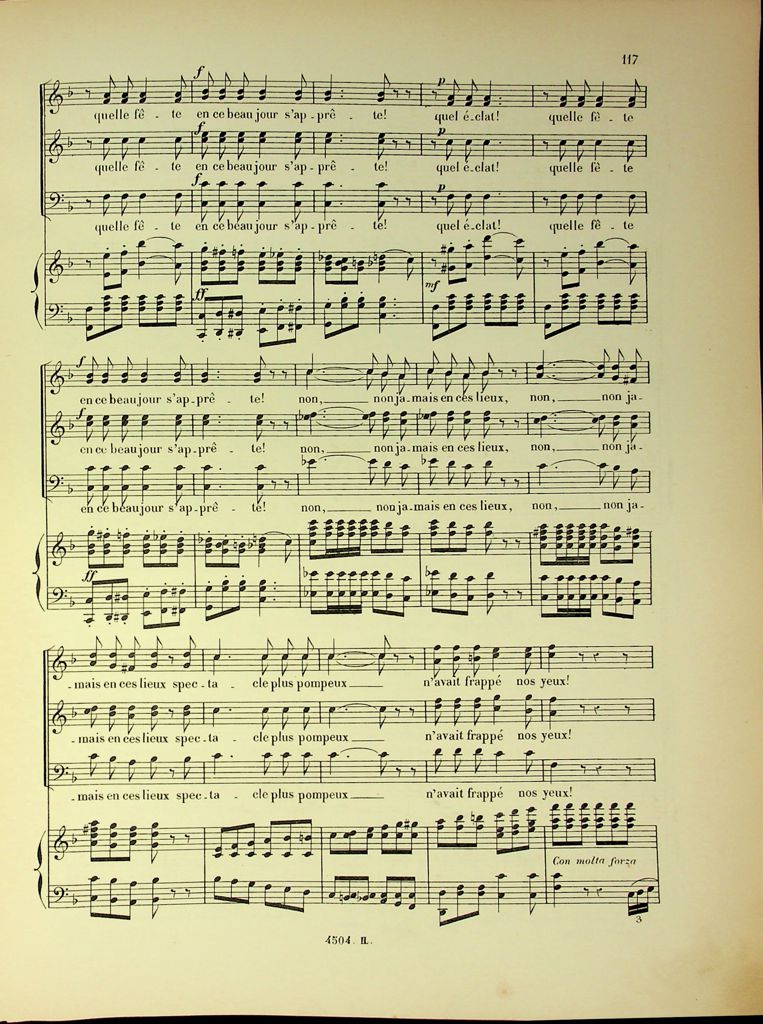 117
f
p
quelle fê - te en ce beau jour s'ap - prê - te! quel é - clat! quelle fê - te
f
p
quelle fê - te en ce beau jour s'ap - prê - te! quel é - clat! quelle fê - te
f
p
quelle fê - te en ce beau jour s'ap - prê - te! quel é - clat! quelle fê - te
ff
mf
f
en ce beau jour s'ap - prê - te! non, non ja - mais en ces lieux, non, non ja -
f
en ce beau jour s'ap - prê - te! non, non ja - mais en ces lieux, non, non ja -
en ce beau jour s'ap - prê - te! non, non ja - mais en ces lieux, non, non ja -
ff
- mais en ces lieux spec - ta - cle plus pompeux n'avait frappé nos yeux!
- mais en ces lieux spec - ta - cle plus pompeux n'avait frappé nos yeux!
- mais en ces lieux spec - ta - cle plus pompeux n'avait frappé nos yeux!
Con molta forza
3
4504. H.